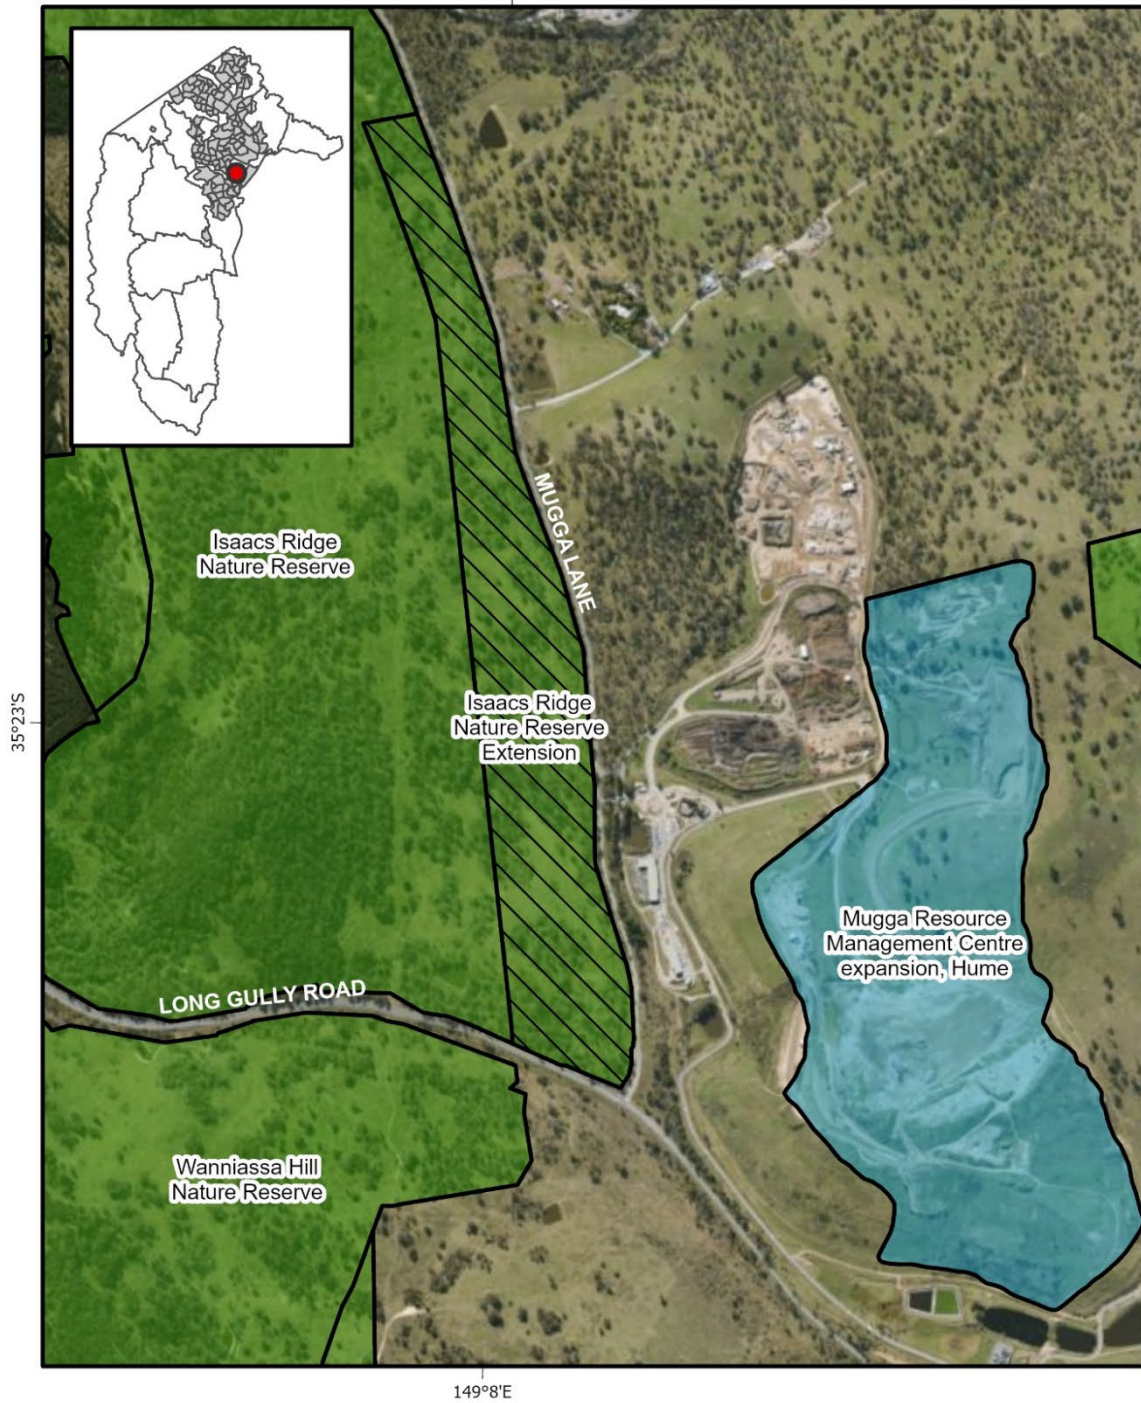 MUGGA LANE
Isaacs Ridge
Nature Reserve
Isaacs Ridge
Nature Reserve
Extension
35°23'S
Mugga Resource
Management Centre
expansion, Hume
LONG GULLY ROAD
Wanniassa Hill
Nature Reserve
149°8'E